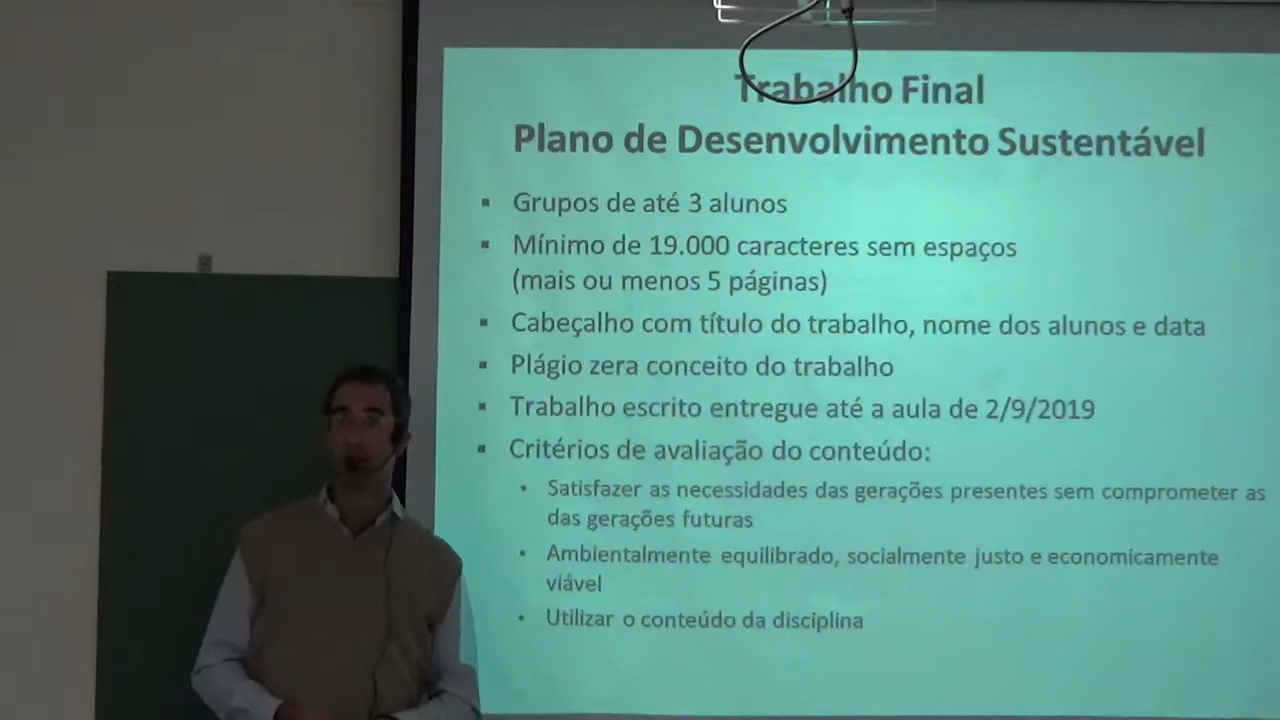 Trabalho Final
Plano de Desenvolvimento Sustentável
▪ Grupos de até 3 alunos
▪ Mínimo de 19.000 caracteres sem espaços
(mais ou menos 5 páginas)
▪ Cabeçalho com título do trabalho, nome dos alunos e data
▪ Plágio zera conceito do trabalho
▪ Trabalho escrito entregue até a aula de 2/9/2019
▪ Critérios de avaliação do conteúdo:
• Satisfazer as necessidades das gerações presentes sem comprometer as
das gerações futuras
• Ambientalmente equilibrado, socialmente justo e economicamente
viável
• Utilizar o conteúdo da disciplina